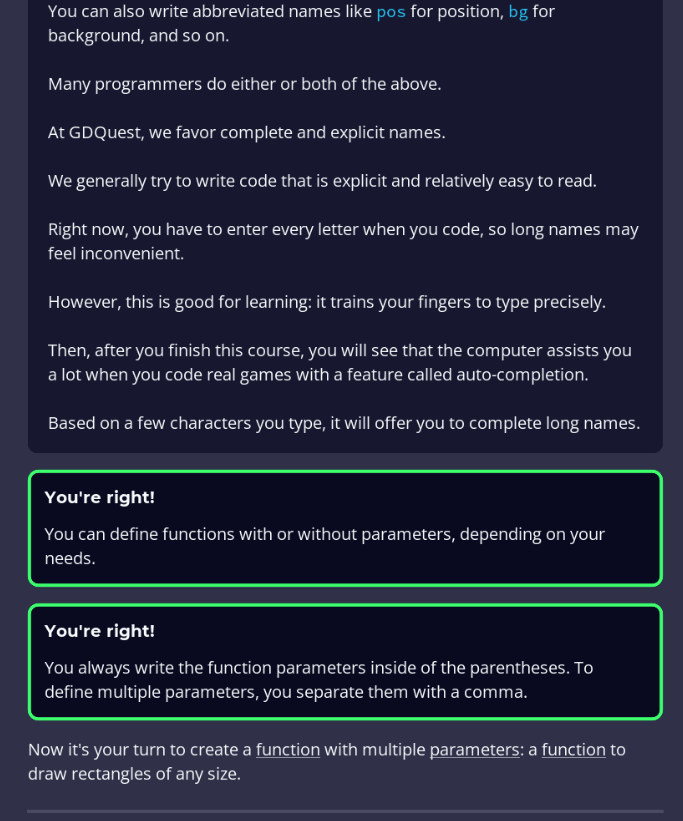 You can also write abbreviated names like pos for position, bg for
background, and so on.
Many programmers do either or both of the above.
At GDQuest, we favor complete and explicit names.
We generally try to write code that is explicit and relatively easy to read.
Right now, you have to enter every letter when you code, so long names may
feel inconvenient.
However, this is good for learning: it trains your fingers to type precisely.
Then, after you finish this course, you will see that the computer assists you
a lot when you code real games with a feature called auto-completion.
Based on a few characters you type, it will offer you to complete long names.
You're right!
You can define functions with or without parameters, depending on your
needs.
You're right!
You always write the function parameters inside of the parentheses. To
define multiple parameters, you separate them with a comma.
Now it's your turn to create a function with multiple parameters: a function to
draw rectangles of any size.